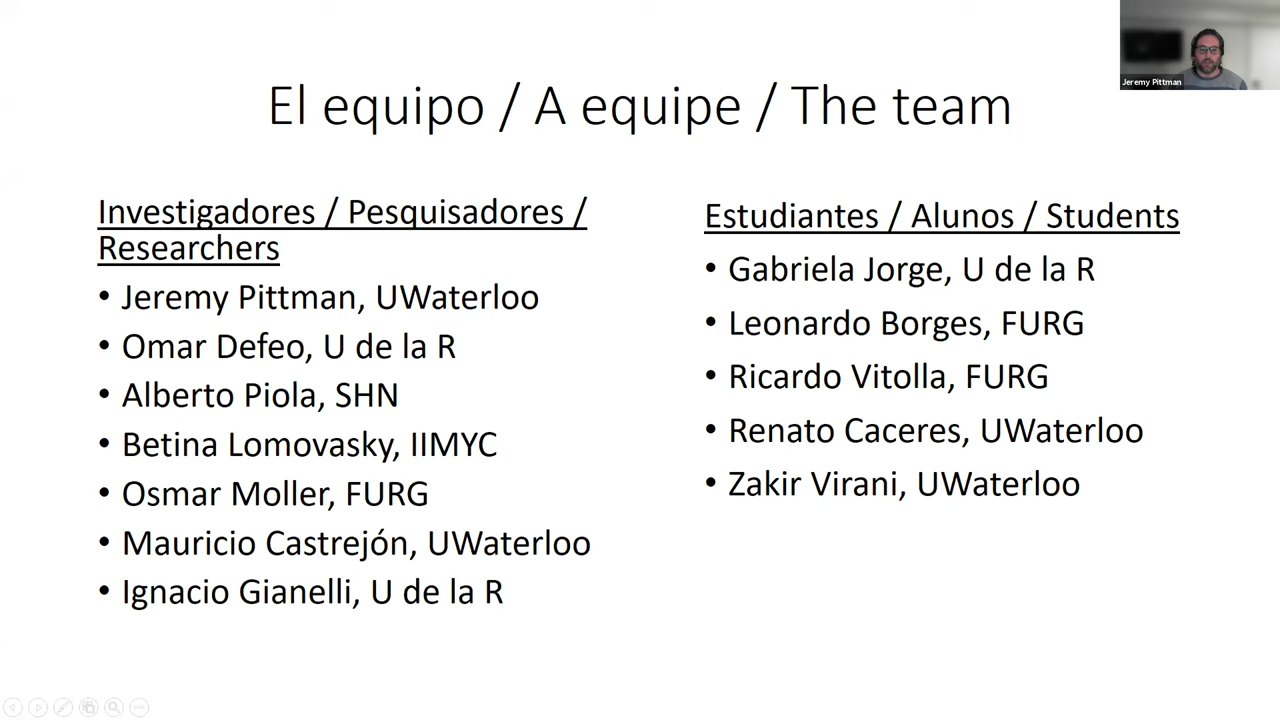 Jeremy Pittman
El equipo / A equipe / The team
Investigadores / Pesquisadores /
Researchers
• Jeremy Pittman, UWaterloo
• Omar Defeo, U de la R
• Alberto Piola, SHN
• Betina Lomovasky, IIMYC
• Osmar Moller, FURG
• Mauricio Castrejón, UWaterloo
• Ignacio Gianelli, U de la R
Estudiantes / Alunos / Students
• Gabriela Jorge, U de la R
• Leonardo Borges, FURG
• Ricardo Vitolla, FURG
• Renato Caceres, UWaterloo
• Zakir Virani, UWaterloo